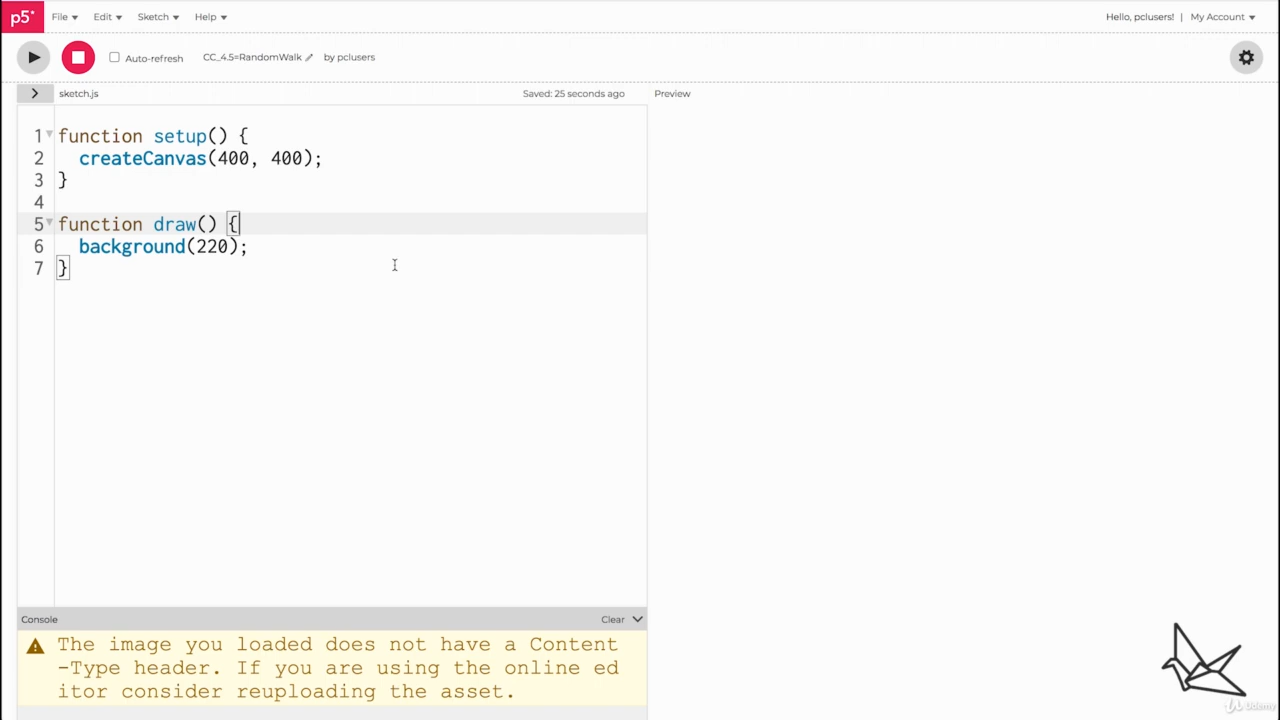 p5* File Edit Sketch Help Hello, pclusers! | My Account
Auto-refresh CC_4.5=RandomWalk by pclusers
sketch.js Saved: 25 seconds ago Preview
1 function setup() {
2 createCanvas(400, 400);
3 }
4
5 function draw() {
6 background(220);
7 }
Console Clear
The image you loaded does not have a Content
-Type header. If you are using the online ed
itor consider reuploading the asset.
Udemy